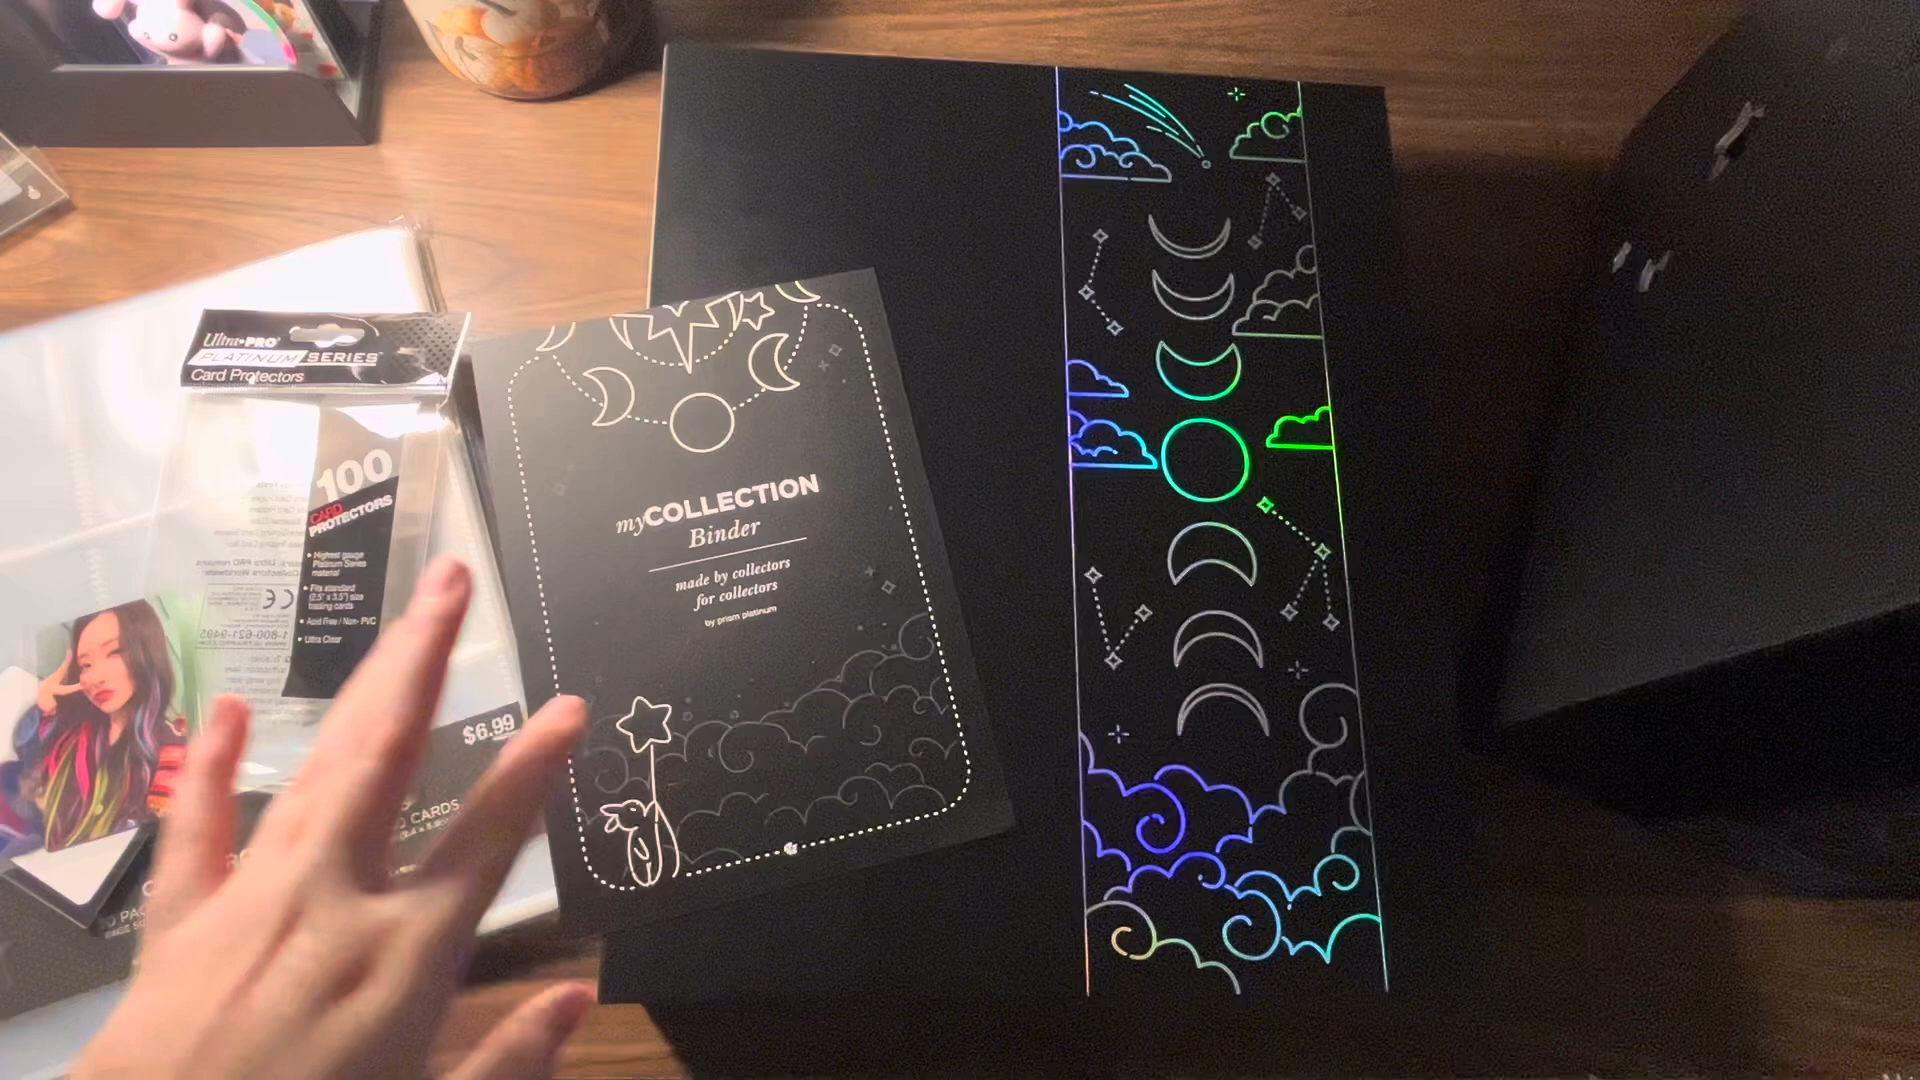 Ultra•PRO
PLATINUM SERIES
Card Protectors
100
CARD
PROTECTORS
• Highest gauge
Platinum Series
material
• Fits standard
(2.5" x 3.5") size
trading cards
• Acid Free / Non-PVC
• Ultra Clear
CE
1-800-621-9495
$6.99
CARDS
myCOLLECTION
Binder
made by collectors
for collectors
by prism platinum